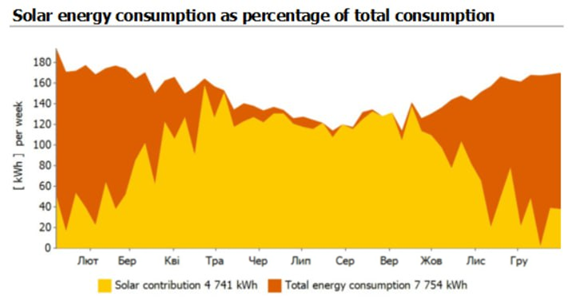 Solar energy consumption as percentage of total consumption
[ kWh ] per week
180
160
140
120
100
80
60
40
20
0
Лют Бер Кві Тра Чер Лип Сер Вер Жов Лис Гру
Solar contribution 4 741 kWh Total energy consumption 7 754 kWh